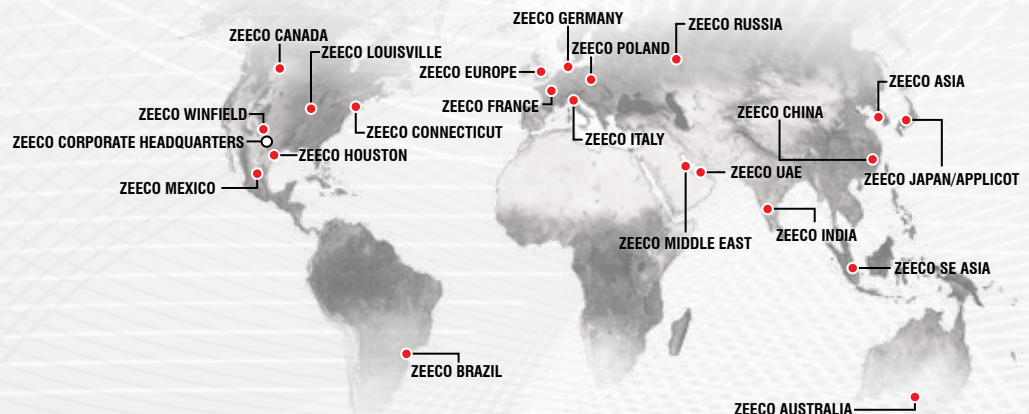 ZEECO CANADA
ZEECO LOUISVILLE
ZEECO WINFIELD
ZEECO CORPORATE HEADQUARTERS
ZEECO CONNECTICUT
ZEECO HOUSTON
ZEECO MEXICO
ZEECO BRAZIL
ZEECO GERMANY
ZEECO RUSSIA
ZEECO POLAND
ZEECO EUROPE
ZEECO FRANCE
ZEECO ITALY
ZEECO ASIA
ZEECO CHINA
ZEECO UAE
ZEECO JAPAN/APPLICOT
ZEECO MIDDLE EAST
ZEECO INDIA
ZEECO SE ASIA
ZEECO AUSTRALIA